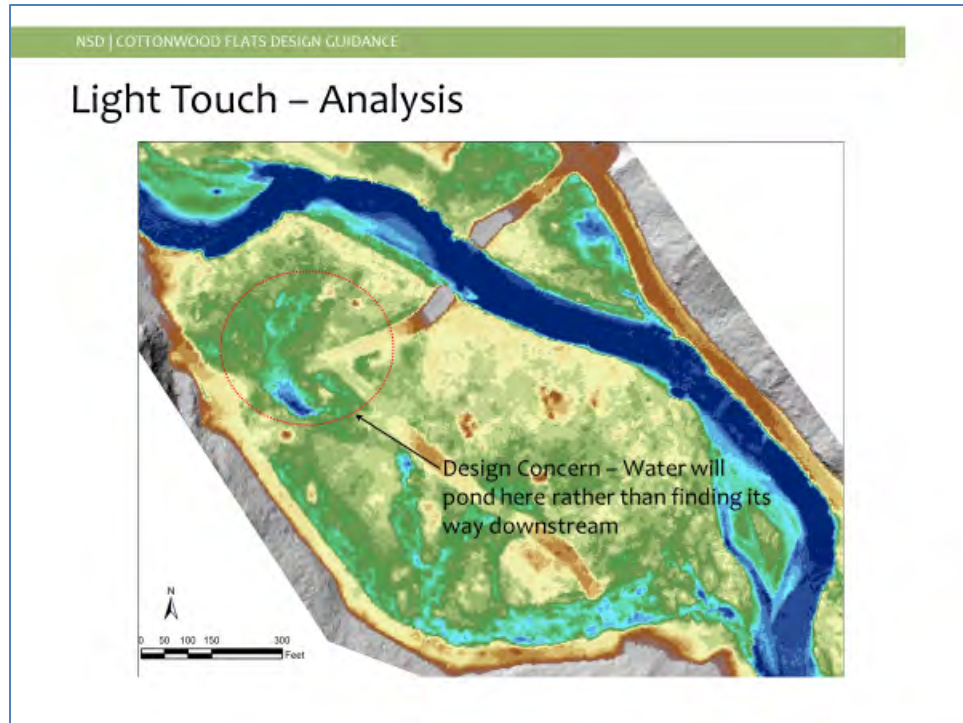 NSD | COTTONWOOD FLATS DESIGN GUIDANCE
Light Touch – Analysis
Design Concern – Water will
pond here rather than finding its
way downstream
N
0 50 100 150 300
Feet